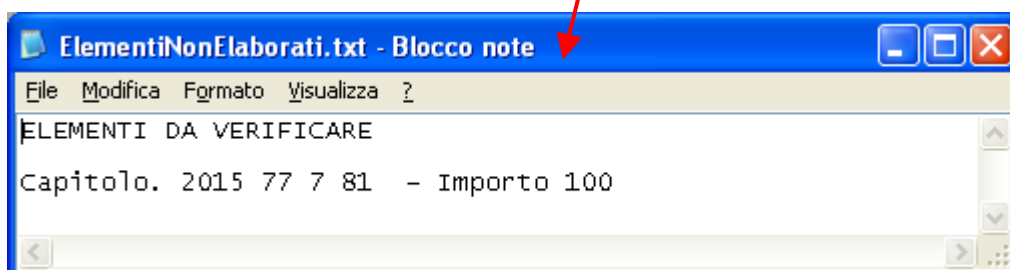 ElementiNonElaborati.txt - Blocco note
File Modifica Formato Visualizza ?
ELEMENTI DA VERIFICARE
Capitolo. 2015 77 7 81 - Importo 100